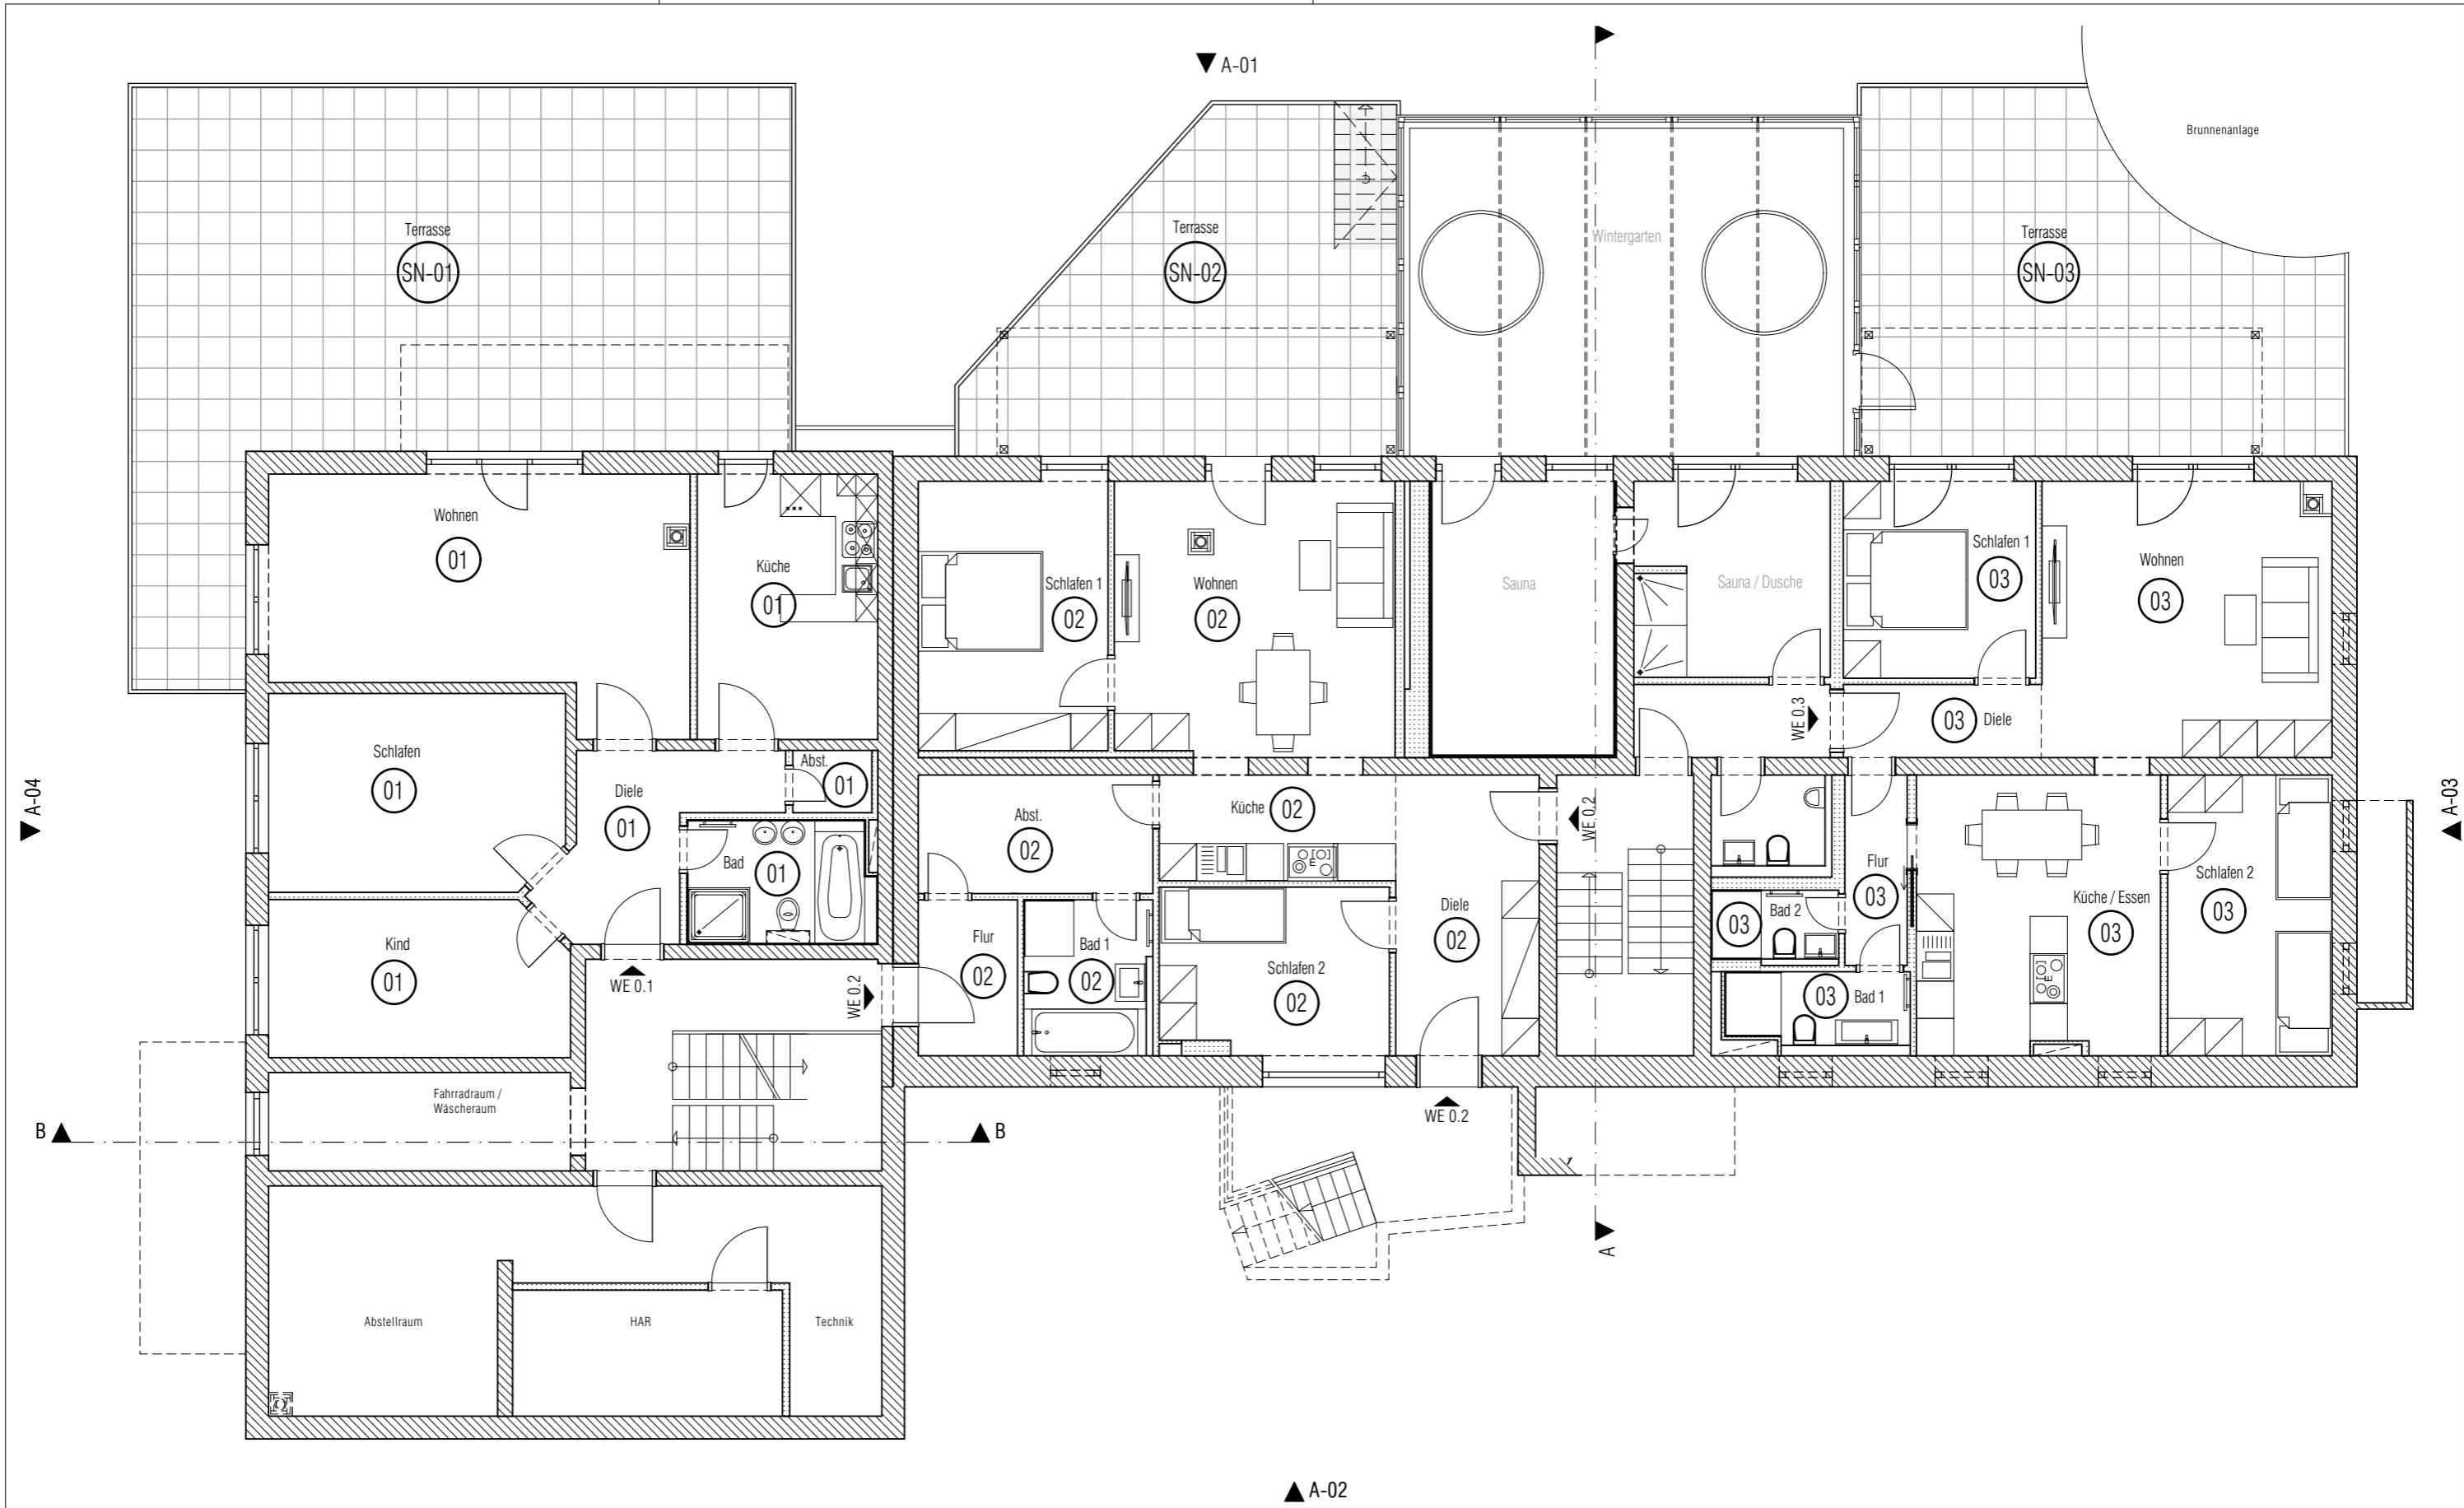 A-01
Brunnenanlage
Terrasse
SN-01
Terrasse
SN-02
Wintergarten
Terrasse
SN-03
Wohnen
01
Küche
01
Schlafen 1
02
Wohnen
02
Sauna
Sauna / Dusche
Schlafen 1
03
Wohnen
03
WE 0.3
03 Diele
Schlafen
01
Diele
01
Abst.
01
Bad
01
Abst.
02
Küche 02
WE 0.2
A-04
A-03
Kind
01
WE 0.1
WE 0.2
Flur
02
Bad 1
02
Schlafen 2
02
Diele
02
03 Bad 2
Flur
03
03 Bad 1
Küche / Essen
03
Schlafen 2
03
E
E
Fahrradraum /
Wäscheraum
B
B
WE 0.2
A
Abstellraum
HAR
Technik
A-02